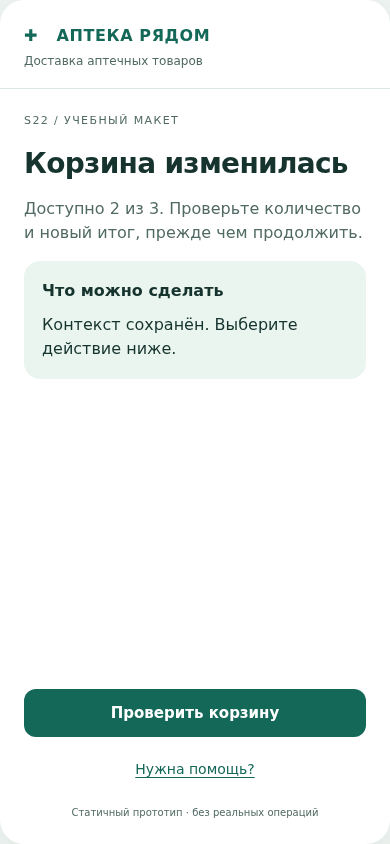 ✚ АПТЕКА РЯДОМ
Доставка аптечных товаров
S22 / УЧЕБНЫЙ МАКЕТ
Корзина изменилась
Доступно 2 из 3. Проверьте количество
и новый итог, прежде чем продолжить.
Что можно сделать
Контекст сохранён. Выберите
действие ниже.
Проверить корзину
Нужна помощь?
Статичный прототип · без реальных операций